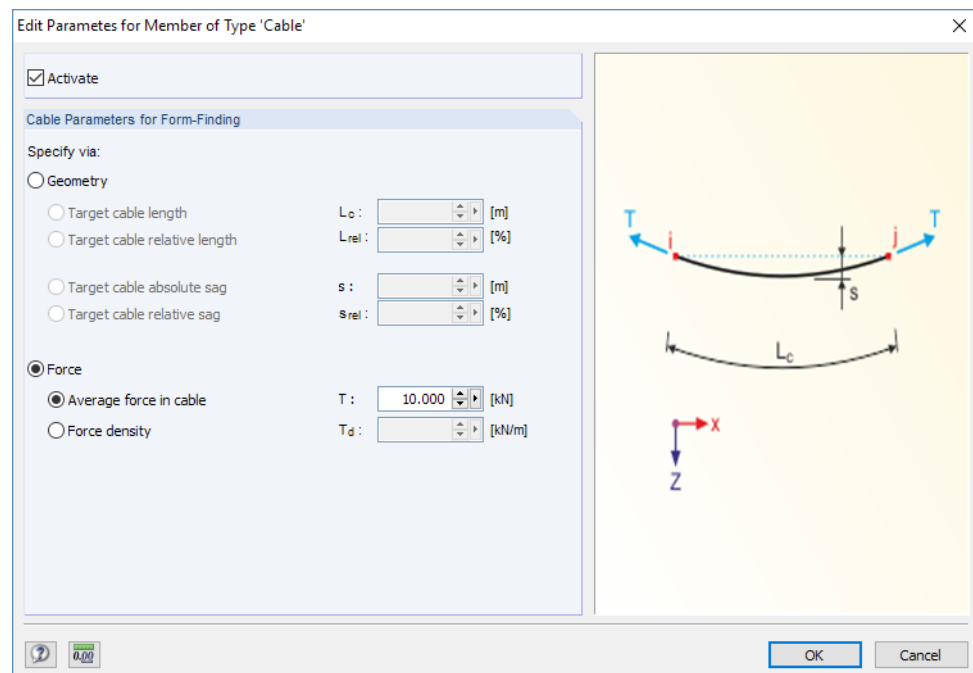 Edit Parametes for Member of Type 'Cable'
Activate
Cable Parameters for Form-Finding
Specify via:
Geometry
Target cable length Lc : [m]
Target cable relative length Lrel : [%]
Target cable absolute sag s : [m]
Target cable relative sag srel : [%]
Force
Average force in cable T : 10.000 [kN]
Force density Td : [kN/m]
T i j T
s
Lc
X
Z
0.00
OK Cancel